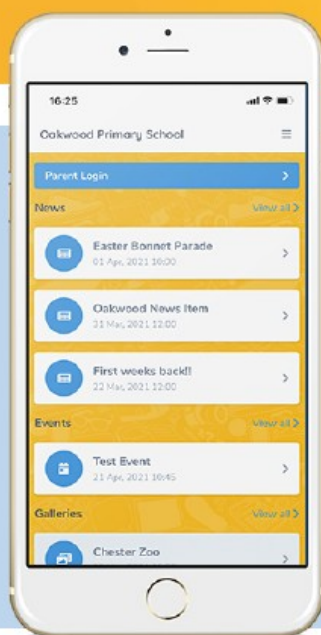 16:25
Oakwood Primary School
Parent Login
News
View all
Easter Bonnet Parade
01 Apr, 2021 10:00
Oakwood News Item
31 Mar, 2021 12:00
First weeks back!!
22 Mar, 2021 12:00
Events
View all
Test Event
21 Apr, 2021 10:45
Galleries
View all
Chester Zoo